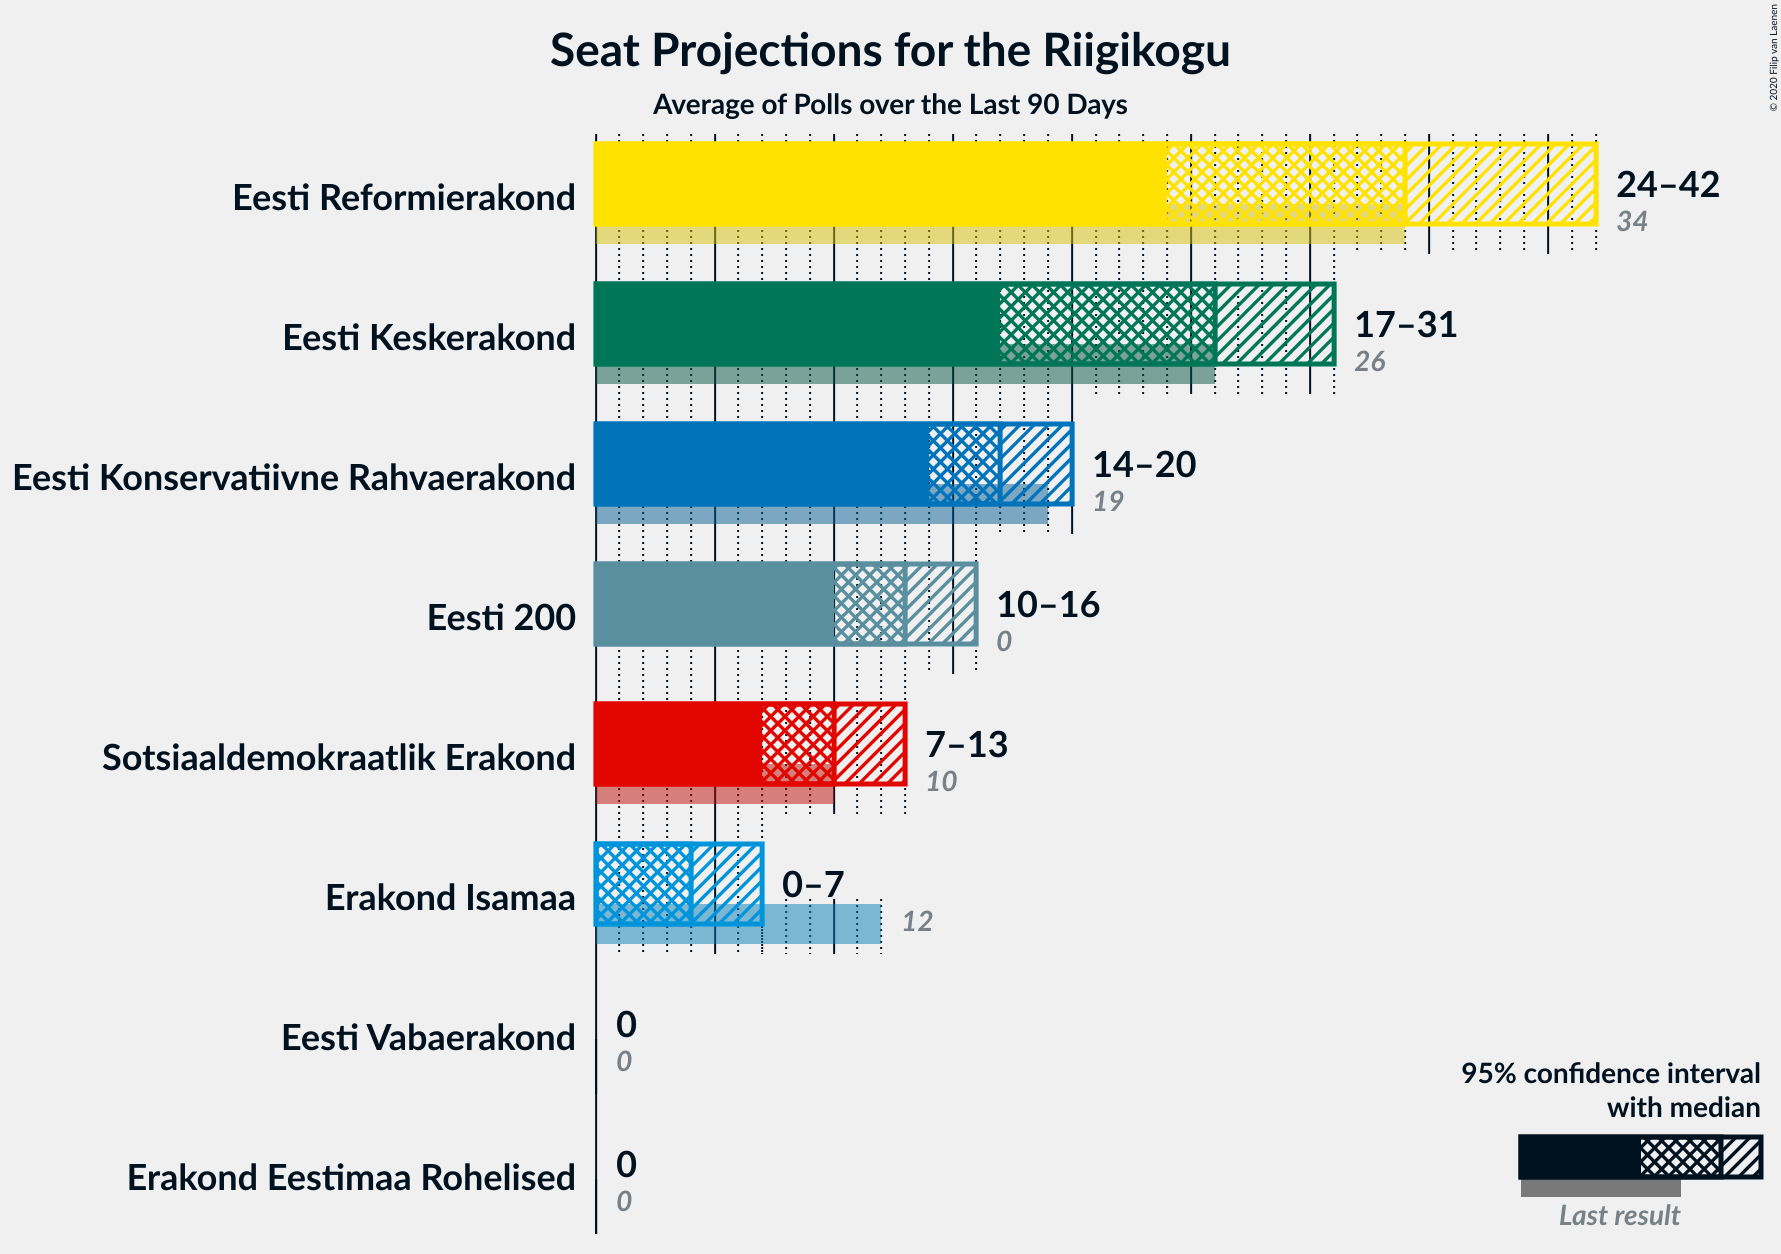 Seat Projections for the Riigikogu
Average of Polls over the Last 90 Days
© 2020 Filip van Laenen
Eesti Reformierakond
24–42
34
Eesti Keskerakond
17–31
26
Eesti Konservatiivne Rahvaerakond
14–20
19
Eesti 200
10–16
0
Sotsiaaldemokraatlik Erakond
7–13
10
Erakond Isamaa
0–7
12
Eesti Vabaerakond
0
0
Erakond Eestimaa Rohelised
0
0
95% confidence interval
with median
Last result